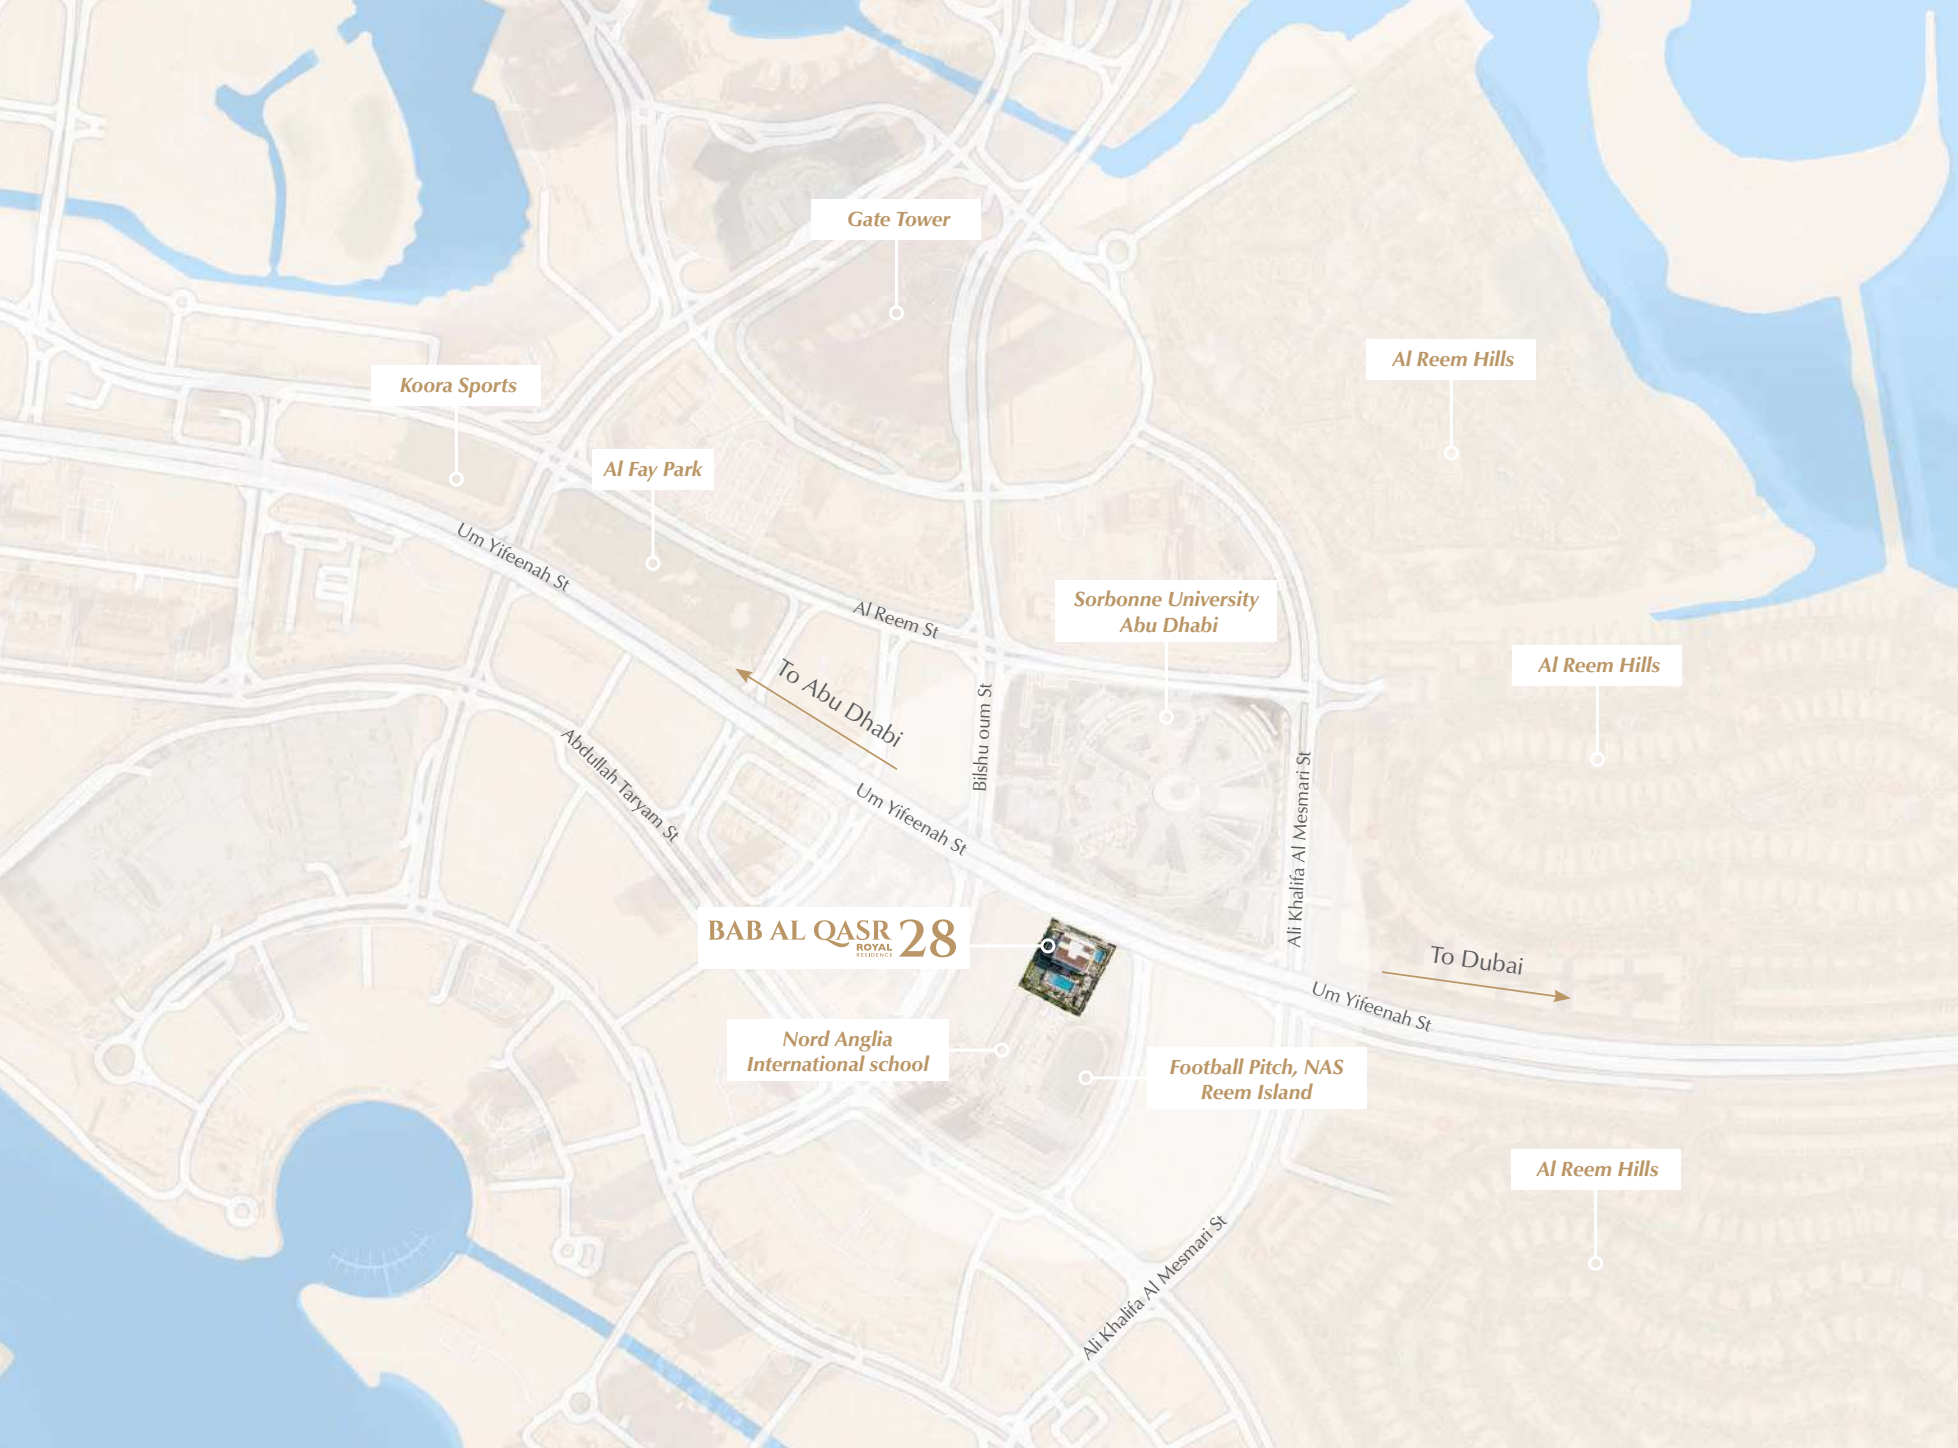 Gate Tower
Al Reem Hills
Koora Sports
Al Fay Park
Um Yifeenah St
Al Reem St
Sorbonne University
Abu Dhabi
Al Reem Hills
To Abu Dhabi
Bilshu oum St
Abdullah Taryam St
Um Yifeenah St
Ali Khalifa Al Mesmari St
BAB AL QASR 28
ROYAL
RESIDENCE
To Dubai
Um Yifeenah St
Nord Anglia
International school
Football Pitch, NAS
Reem Island
Al Reem Hills
Ali Khalifa Al Mesmari St